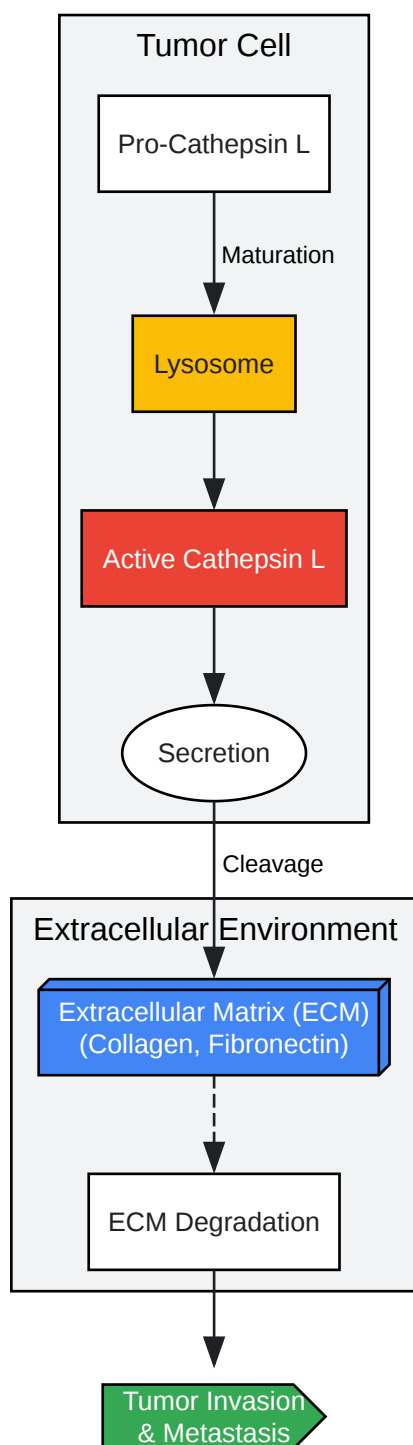 Tumor Cell
Pro-Cathepsin L
Maturation
Lysosome
Active Cathepsin L
Secretion
Cleavage
Extracellular Environment
Extracellular Matrix (ECM)
(Collagen, Fibronectin)
ECM Degradation
Tumor Invasion
& Metastasis